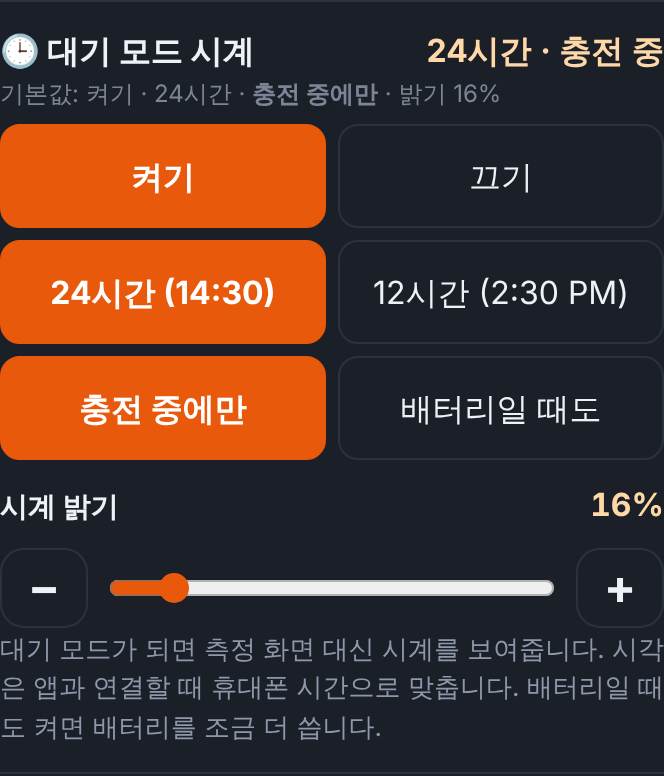 🕒 대기 모드 시계 24시간 · 충전 중
기본값: 켜기 · 24시간 · 충전 중에만 · 밝기 16%
켜기 끄기
24시간 (14:30) 12시간 (2:30 PM)
충전 중에만 배터리일 때도
시계 밝기 16%
− +
대기 모드가 되면 측정 화면 대신 시계를 보여줍니다. 시각
은 앱과 연결할 때 휴대폰 시간으로 맞춥니다. 배터리일 때
도 켜면 배터리를 조금 더 씁니다.